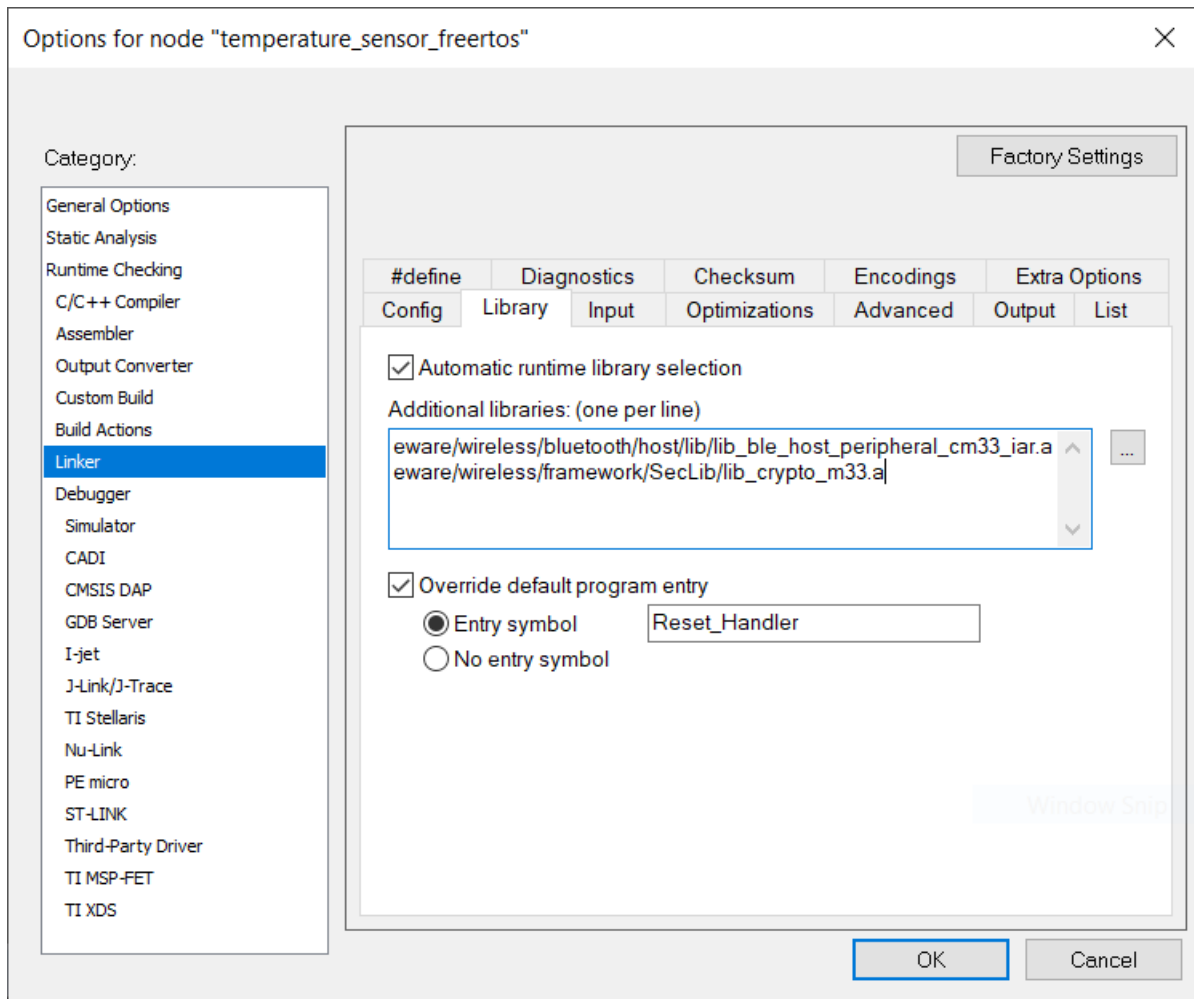 Options for node "temperature_sensor_freertos"
Category:
General Options
Static Analysis
Runtime Checking
C/C++ Compiler
Assembler
Output Converter
Custom Build
Build Actions
Linker
Debugger
Simulator
CADI
CMSIS DAP
GDB Server
I-jet
J-Link/J-Trace
TI Stellaris
Nu-Link
PE micro
ST-LINK
Third-Party Driver
TI MSP-FET
TI XDS
Factory Settings
#define Diagnostics Checksum Encodings Extra Options
Config Library Input Optimizations Advanced Output List
Automatic runtime library selection
Additional libraries: (one per line)
eware/wireless/bluetooth/host/lib/lib_ble_host_peripheral_cm33_iar.a
eware/wireless/framework/SecLib/lib_crypto_m33.a
...
Override default program entry
Entry symbol Reset_Handler
No entry symbol
Window Snip
OK Cancel